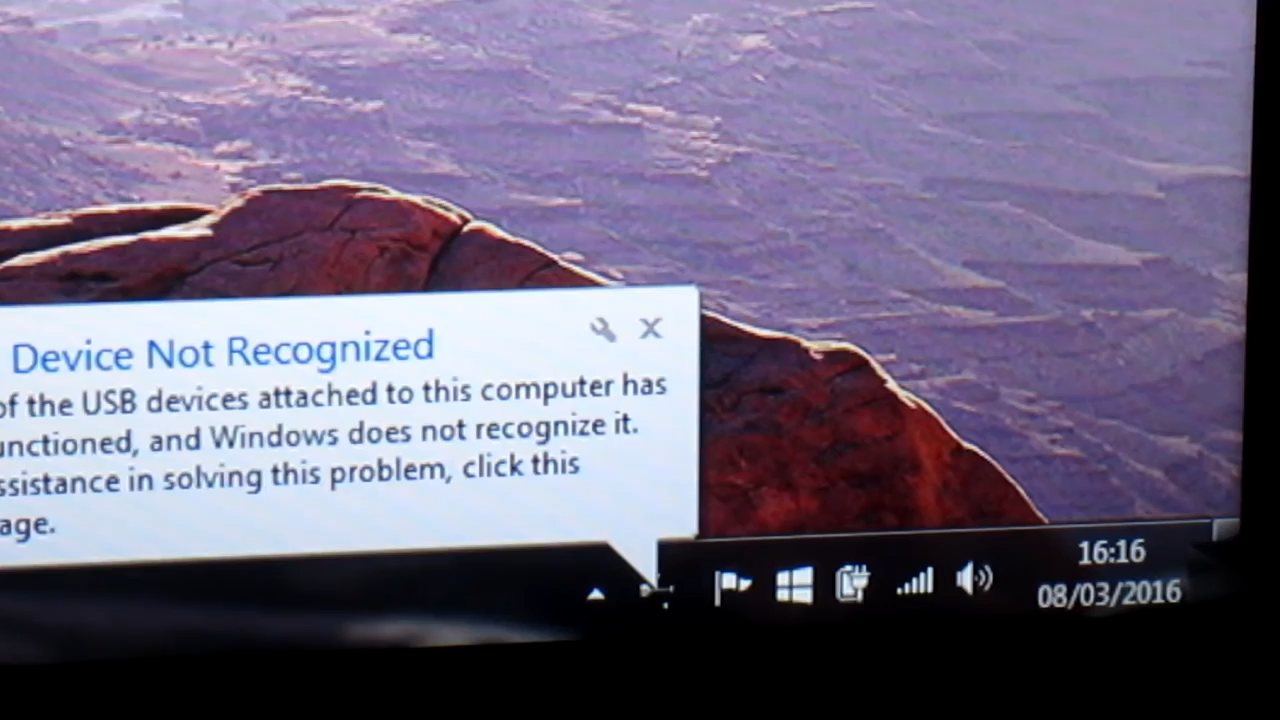 Device Not Recognized
of the USB devices attached to this computer has
unctioned, and Windows does not recognize it.
ssistance in solving this problem, click this
age.
16:16
08/03/2016